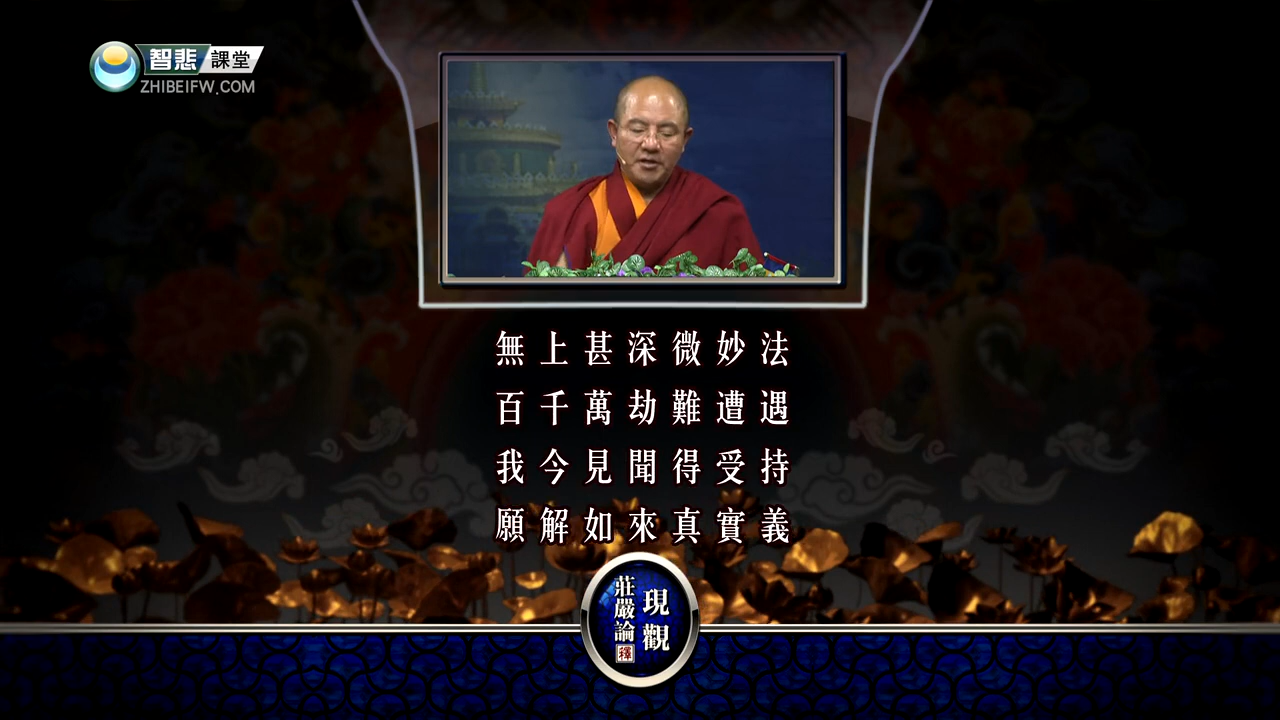 智悲課堂
ZHIBEIFW.COM
無上甚深微妙法
百千萬劫難遭遇
我今見聞得受持
願解如來真實義
現觀
莊嚴論釋